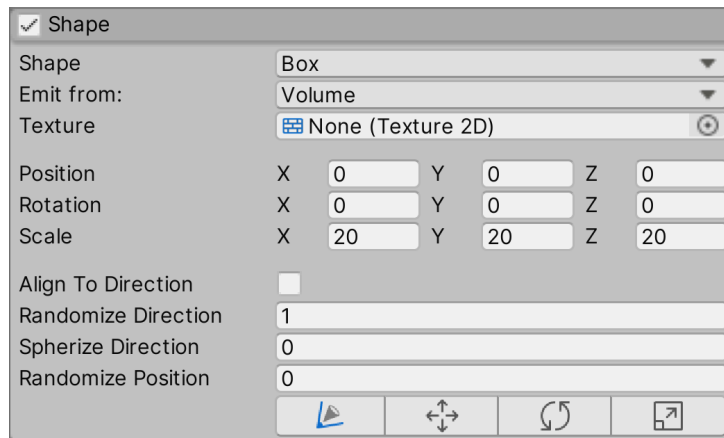 Shape
Shape Box
Emit from: Volume
Texture None (Texture 2D)
Position X 0 Y 0 Z 0
Rotation X 0 Y 0 Z 0
Scale X 20 Y 20 Z 20
Align To Direction
Randomize Direction 1
Spherize Direction 0
Randomize Position 0